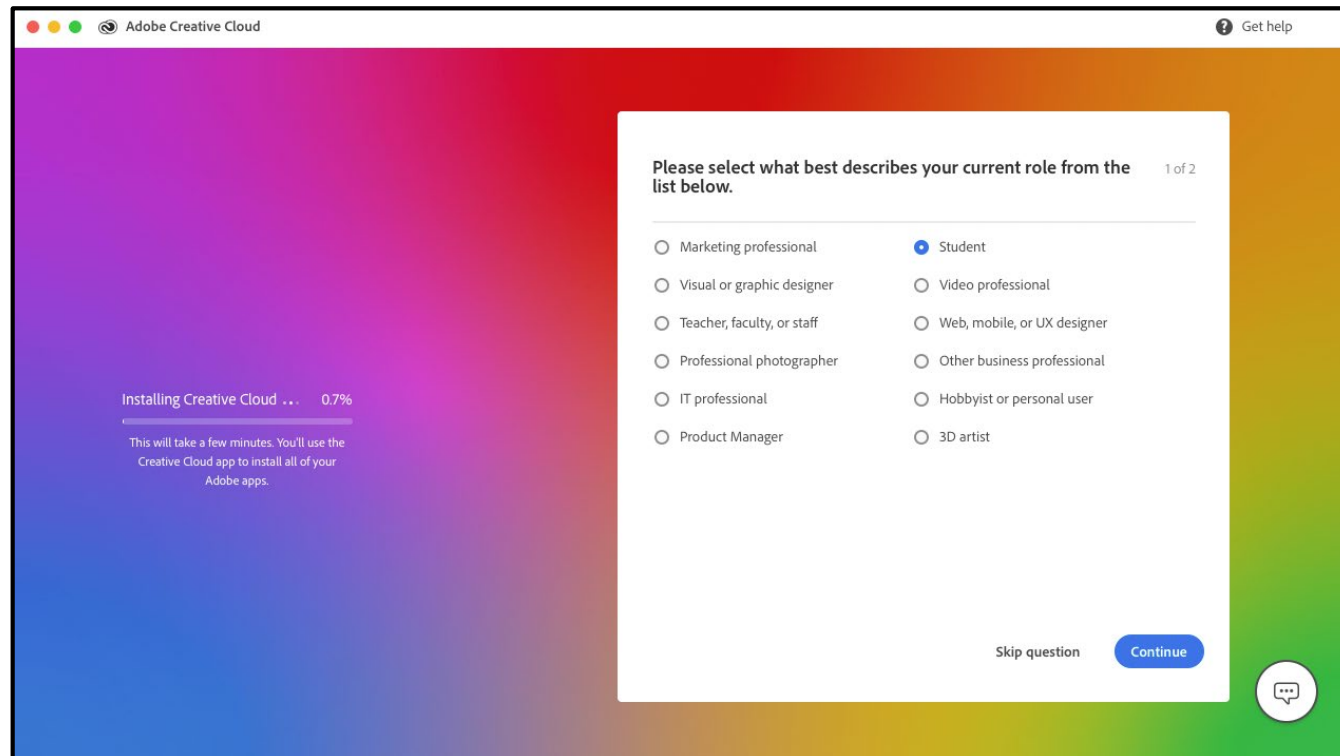 Adobe Creative Cloud
Get help
Please select what best describes your current role from the
list below.
1 of 2
Marketing professional
Student
Visual or graphic designer
Video professional
Teacher, faculty, or staff
Web, mobile, or UX designer
Professional photographer
Other business professional
IT professional
Hobbyist or personal user
Product Manager
3D artist
Installing Creative Cloud ... 0.7%
This will take a few minutes. You'll use the
Creative Cloud app to install all of your
Adobe apps.
Skip question
Continue